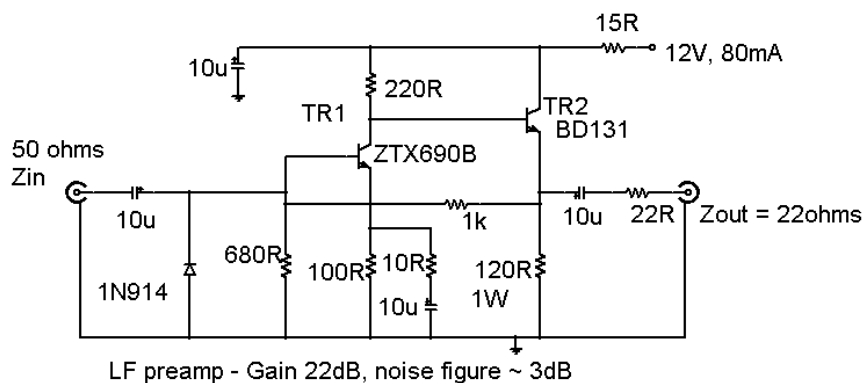 15R
12V, 80mA
10u
220R
TR1
TR2
BD131
ZTX690B
50 ohms
Zin
10u
1k
10u
22R
Zout = 22ohms
680R
100R
10R
120R
1W
1N914
10u
LF preamp - Gain 22dB, noise figure ~ 3dB